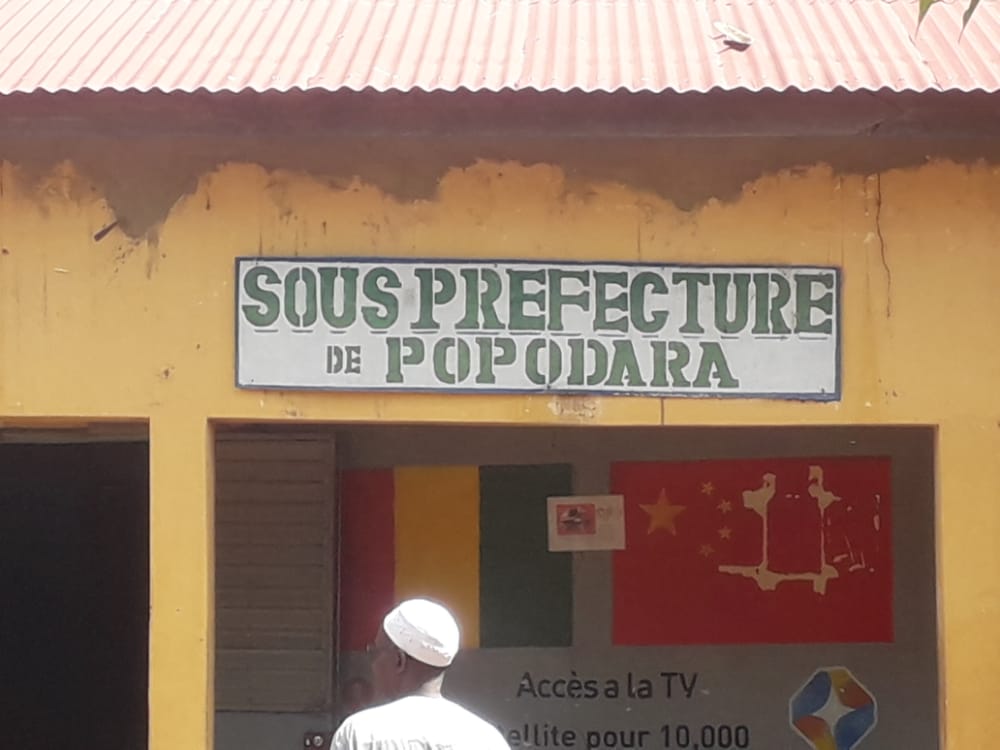 SOUS PREFECTURE
DE POPODARA
Accès a la TV
ellite pour 10,000